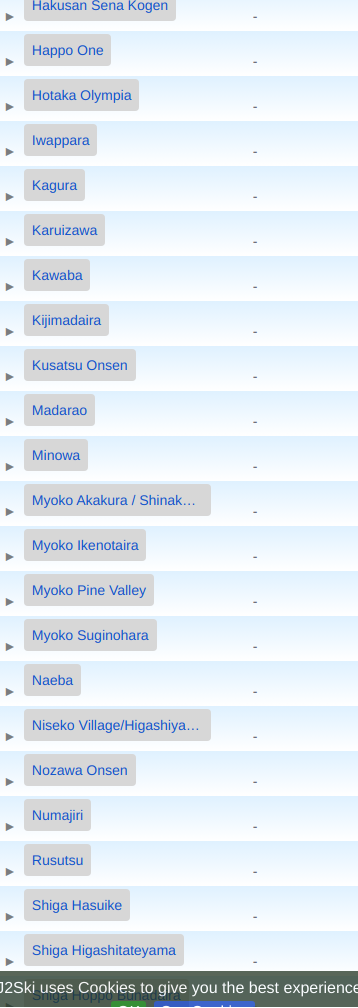 Hakusan Sena Kogen
-
Happo One
-
Hotaka Olympia
-
Iwappara
-
Kagura
-
Karuizawa
-
Kawaba
-
Kijimadaira
-
Kusatsu Onsen
-
Madarao
-
Minowa
-
Myoko Akakura / Shinak…
-
Myoko Ikenotaira
-
Myoko Pine Valley
-
Myoko Suginohara
-
Naeba
-
Niseko Village/Higashiya…
-
Nozawa Onsen
-
Numajiri
-
Rusutsu
-
Shiga Hasuike
-
Shiga Higashitateyama
-
J2Ski uses Cookies to give you the best experience
Shiga Hoppo Bunadaira